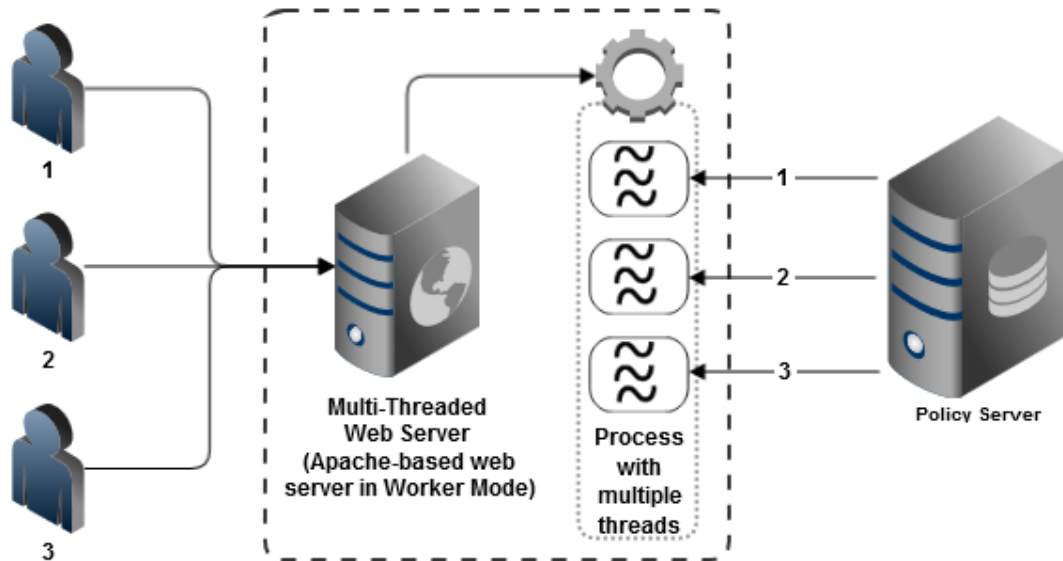 1
2
3
Multi-Threaded
Web Server
(Apache-based web
server in Worker Mode)
Process
with
multiple
threads
1
2
3
Policy Server